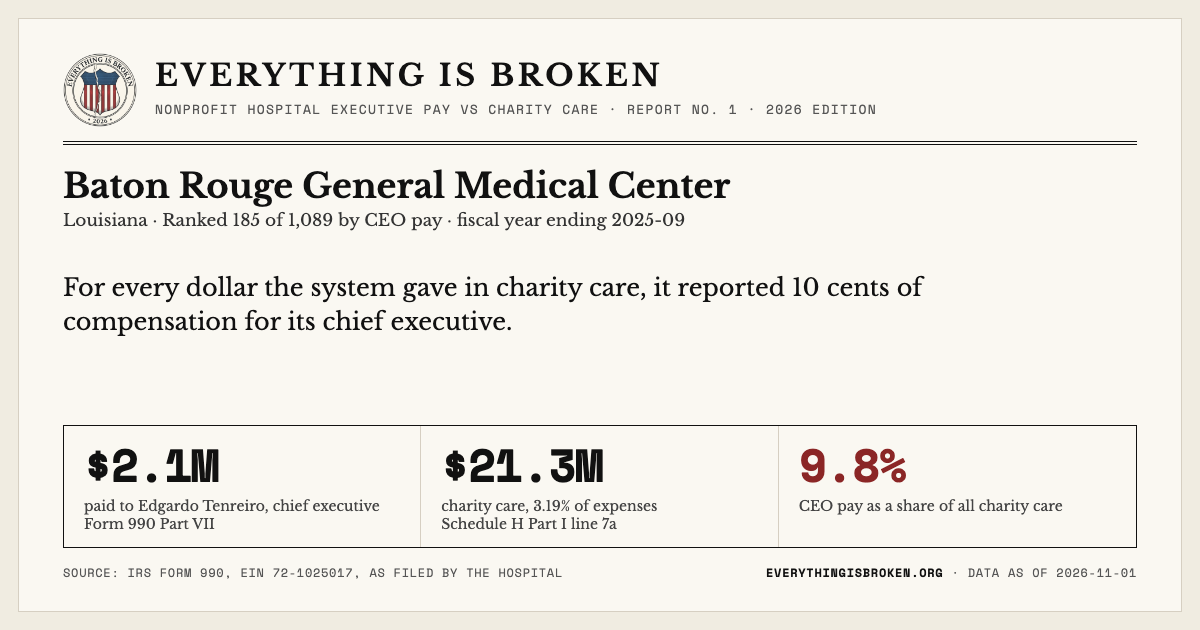 EVERYTHING IS BROKEN
2026
EVERYTHING IS BROKEN
NONPROFIT HOSPITAL EXECUTIVE PAY VS CHARITY CARE · REPORT NO. 1 · 2026 EDITION
Baton Rouge General Medical Center
Louisiana · Ranked 185 of 1,089 by CEO pay · fiscal year ending 2025-09
For every dollar the system gave in charity care, it reported 10 cents of
compensation for its chief executive.
$2.1M
paid to Edgardo Tenreiro, chief executive
Form 990 Part VII
$21.3M
charity care, 3.19% of expenses
Schedule H Part I line 7a
9.8%
CEO pay as a share of all charity care
SOURCE: IRS FORM 990, EIN 72-1025017, AS FILED BY THE HOSPITAL
EVERYTHINGISBROKEN.ORG · DATA AS OF 2026-11-01